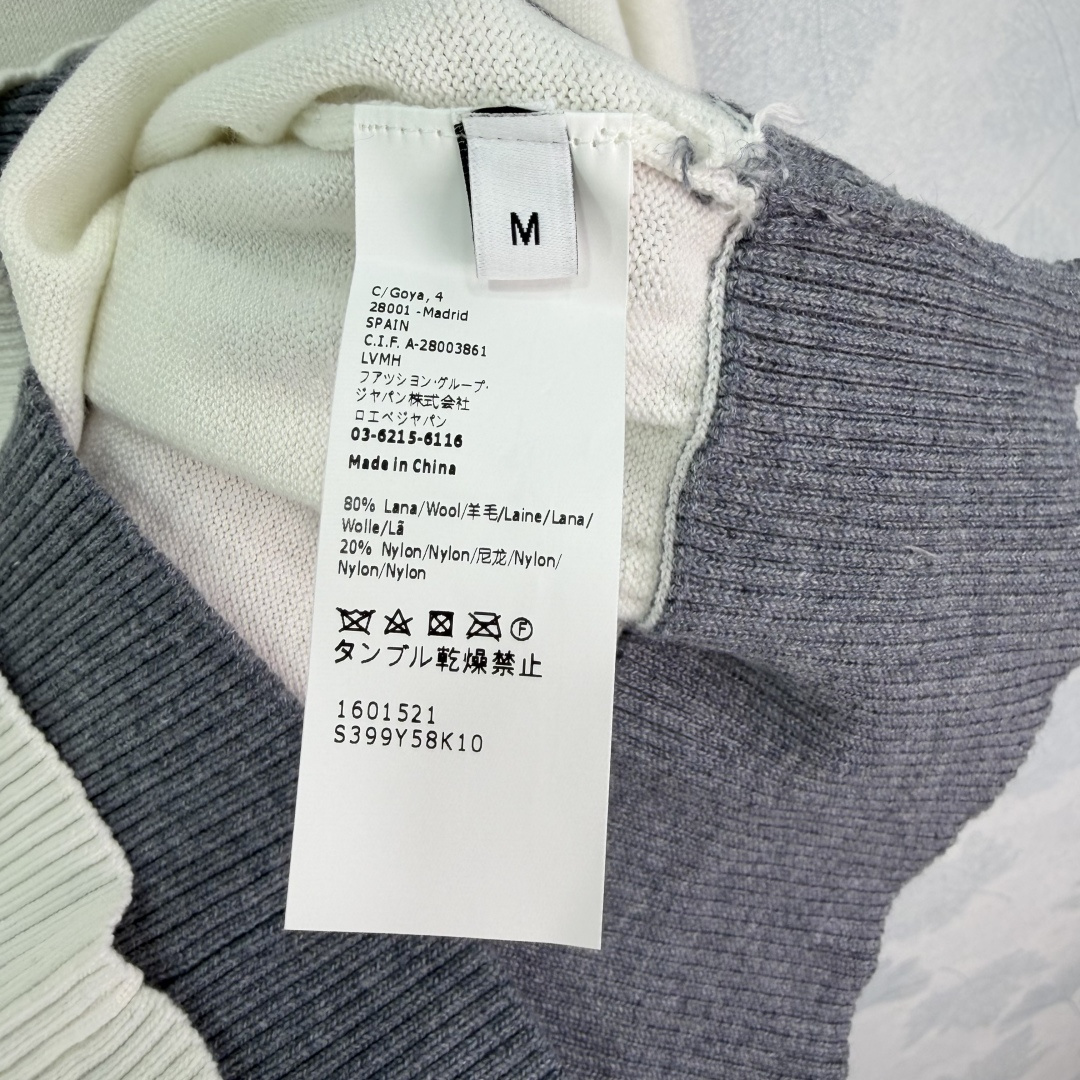 M
C/Goya, 4
28001 -Madrid
SPAIN
C.I.F. A-28003861
LVMH
ファッション・グループ・
ジャパン株式会社
ロエベジャパン
03-6215-6116
Made in China
80% Lana/Wool/羊毛/Laine/Lana/
Wolle/Lã
20% Nylon/Nylon/尼龙/Nylon/
Nylon/Nylon
F
タンブル乾燥禁止
1601521
S399Y58K10